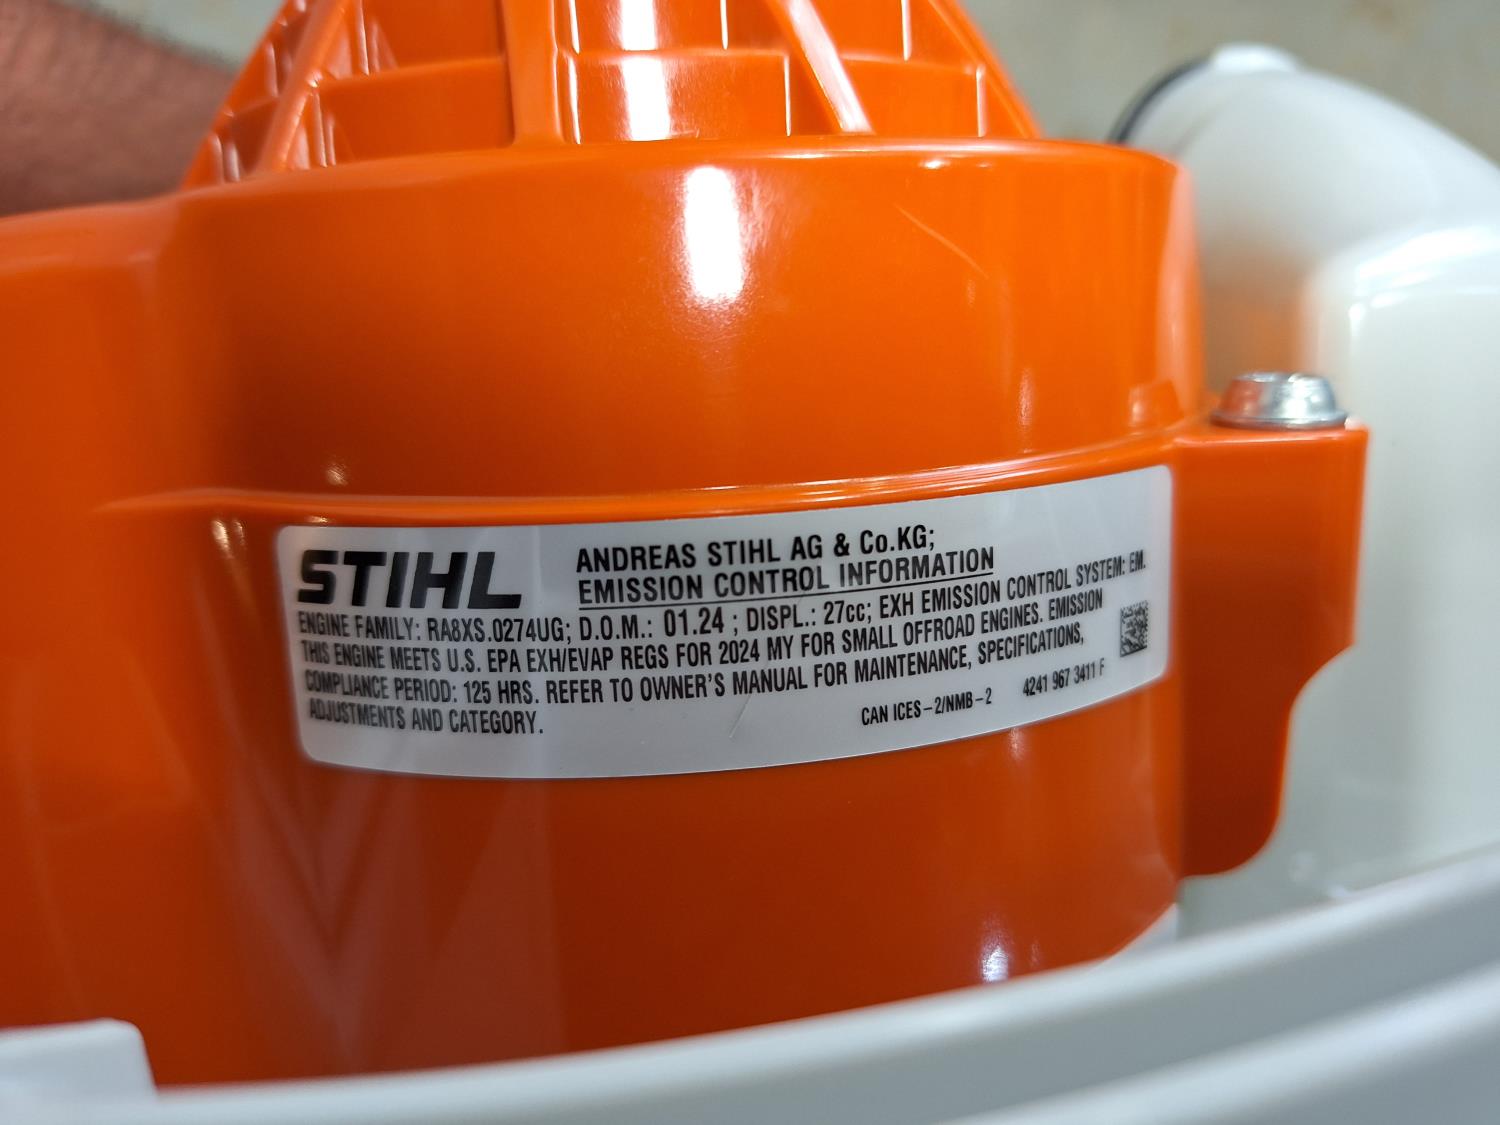 STIHL
ANDREAS STIHL AG & Co.KG;
EMISSION CONTROL INFORMATION
ENGINE FAMILY: RA8XS.0274UG; D.O.M.: 01.24 ; DISPL.: 27cc; EXH EMISSION CONTROL SYSTEM: EM.
THIS ENGINE MEETS U.S. EPA EXH/EVAP REGS FOR 2024 MY FOR SMALL OFFROAD ENGINES. EMISSION
COMPLIANCE PERIOD: 125 HRS. REFER TO OWNER'S MANUAL FOR MAINTENANCE, SPECIFICATIONS,
ADJUSTMENTS AND CATEGORY.
CAN ICES-2/NMB-2 4241 967 3411 F